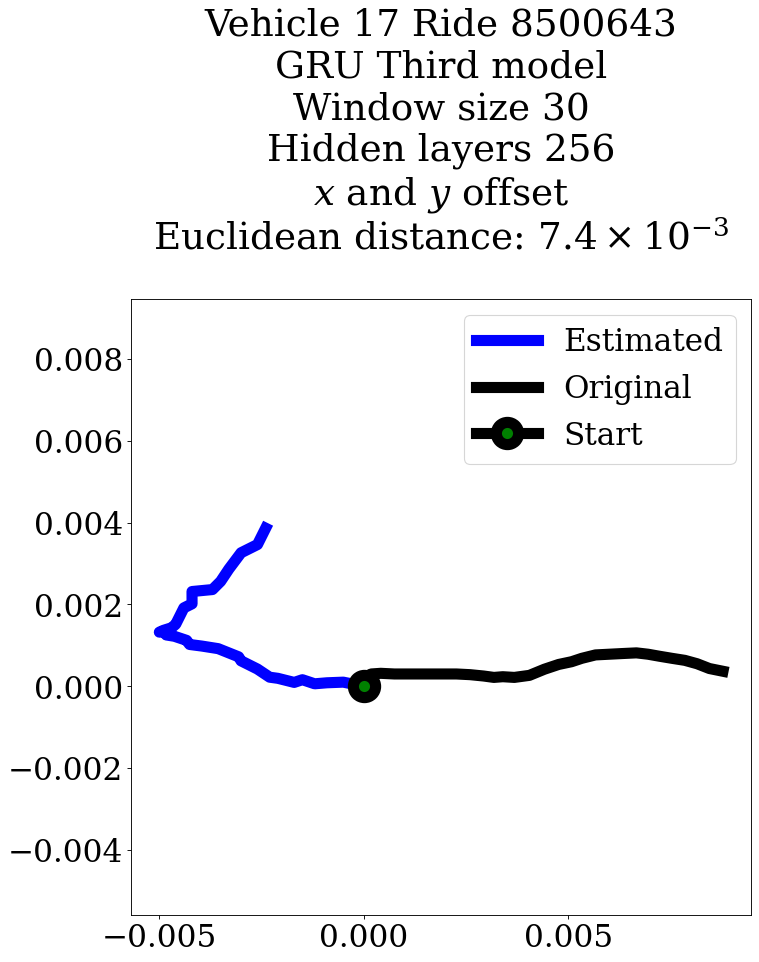 Vehicle 17 Ride 8500643
GRU Third model
Window size 30
Hidden layers 256
x and y offset
Euclidean distance: 7.4 × 10⁻³
Estimated
Original
Start
0.008
0.006
0.004
0.002
0.000
−0.002
−0.004
−0.005 0.000 0.005